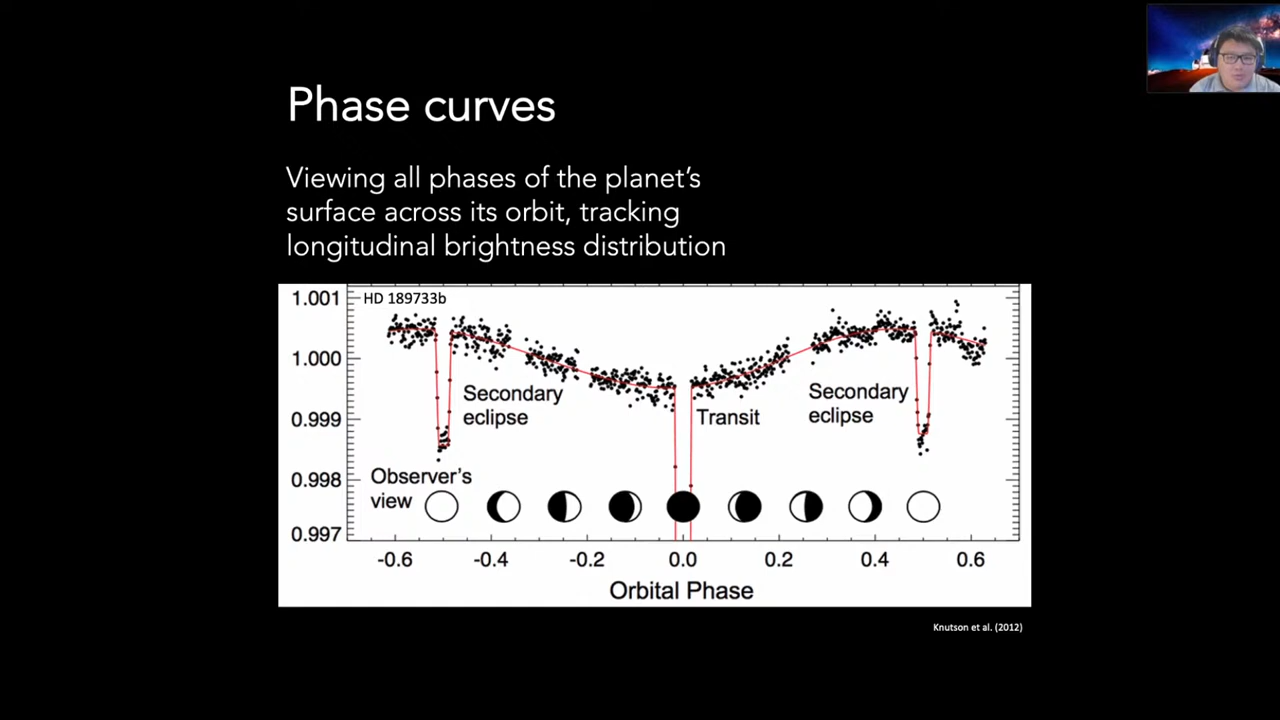 Phase curves
Viewing all phases of the planet's
surface across its orbit, tracking
longitudinal brightness distribution
1.001
HD 189733b
1.000
Secondary
eclipse
Transit
Secondary
eclipse
0.999
0.998
Observer's
view
0.997
-0.6 -0.4 -0.2 0.0 0.2 0.4 0.6
Orbital Phase
Knutson et al. (2012)